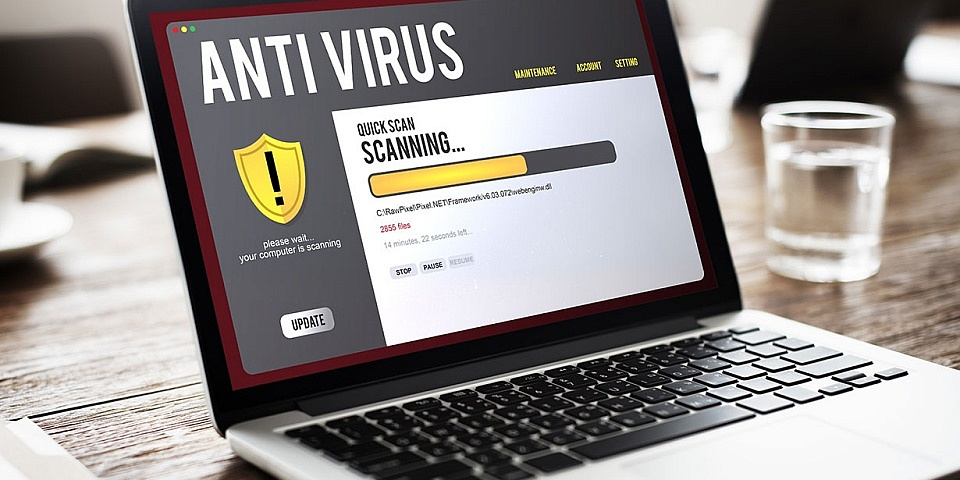 ANTI VIRUS
MAINTENANCE ACCOUNT SETTING
QUICK SCAN
SCANNING...
C:\RawPixel\Pixel.NET\Framework\v6.03.072\webenginw.dll
2855 files
14 minutes, 22 seconds left...
STOP PAUSE RESUME
please wait...
your computer is scanning
UPDATE